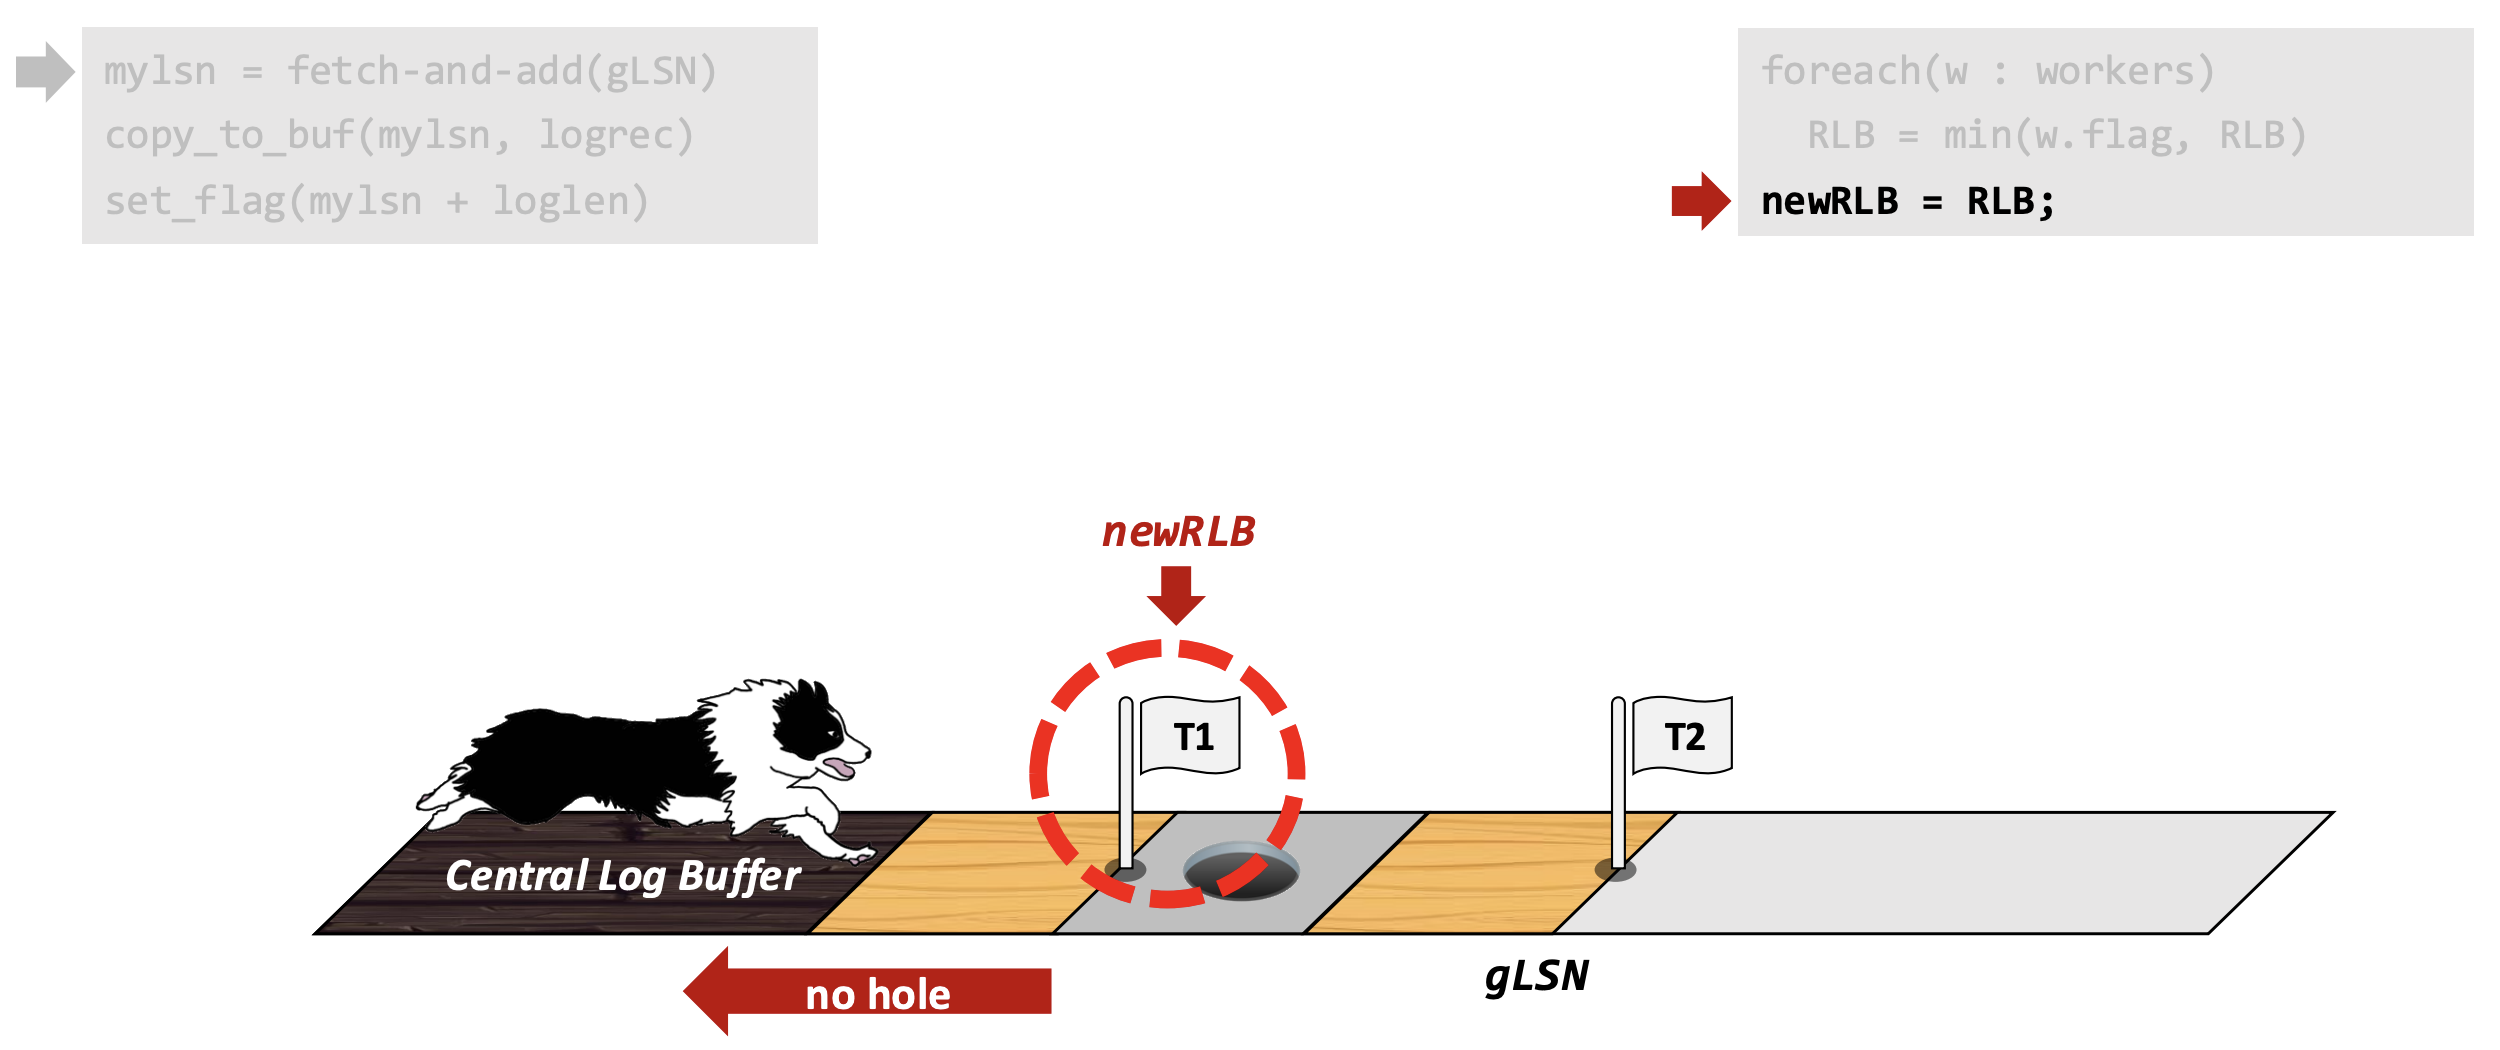 mylsn = fetch-and-add(gLSN)
copy_to_buf(mylsn, logrec)
set_flag(mylsn + loglen)
foreach(w : workers)
  RLB = min(w.flag, RLB)
newRLB = RLB;
newRLB
T1
T2
Central Log Buffer
gLSN
no hole